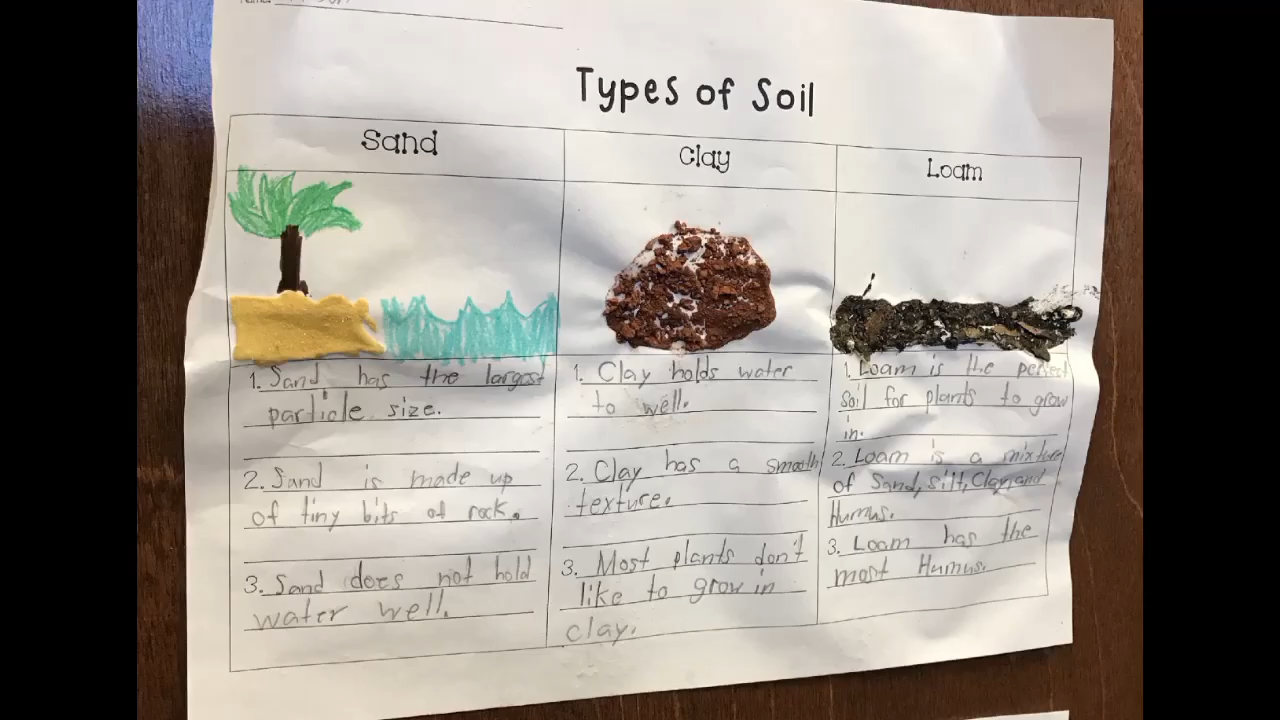 Types of Soil
Sand
Clay
Loam
1. Sand has the largest
particle size.
2. Sand is made up
of tiny bits of rock.
3. Sand does not hold
water well.
1. Clay holds water
to well.
2. Clay has a smooth
texture.
3. Most plants don't
like to grow in
clay.
1. Loam is the perfect
soil for plants to grow
in.
2. Loam is a mixture
of Sand, silt, Clay, and
Humus.
3. Loam has the
most Humus.